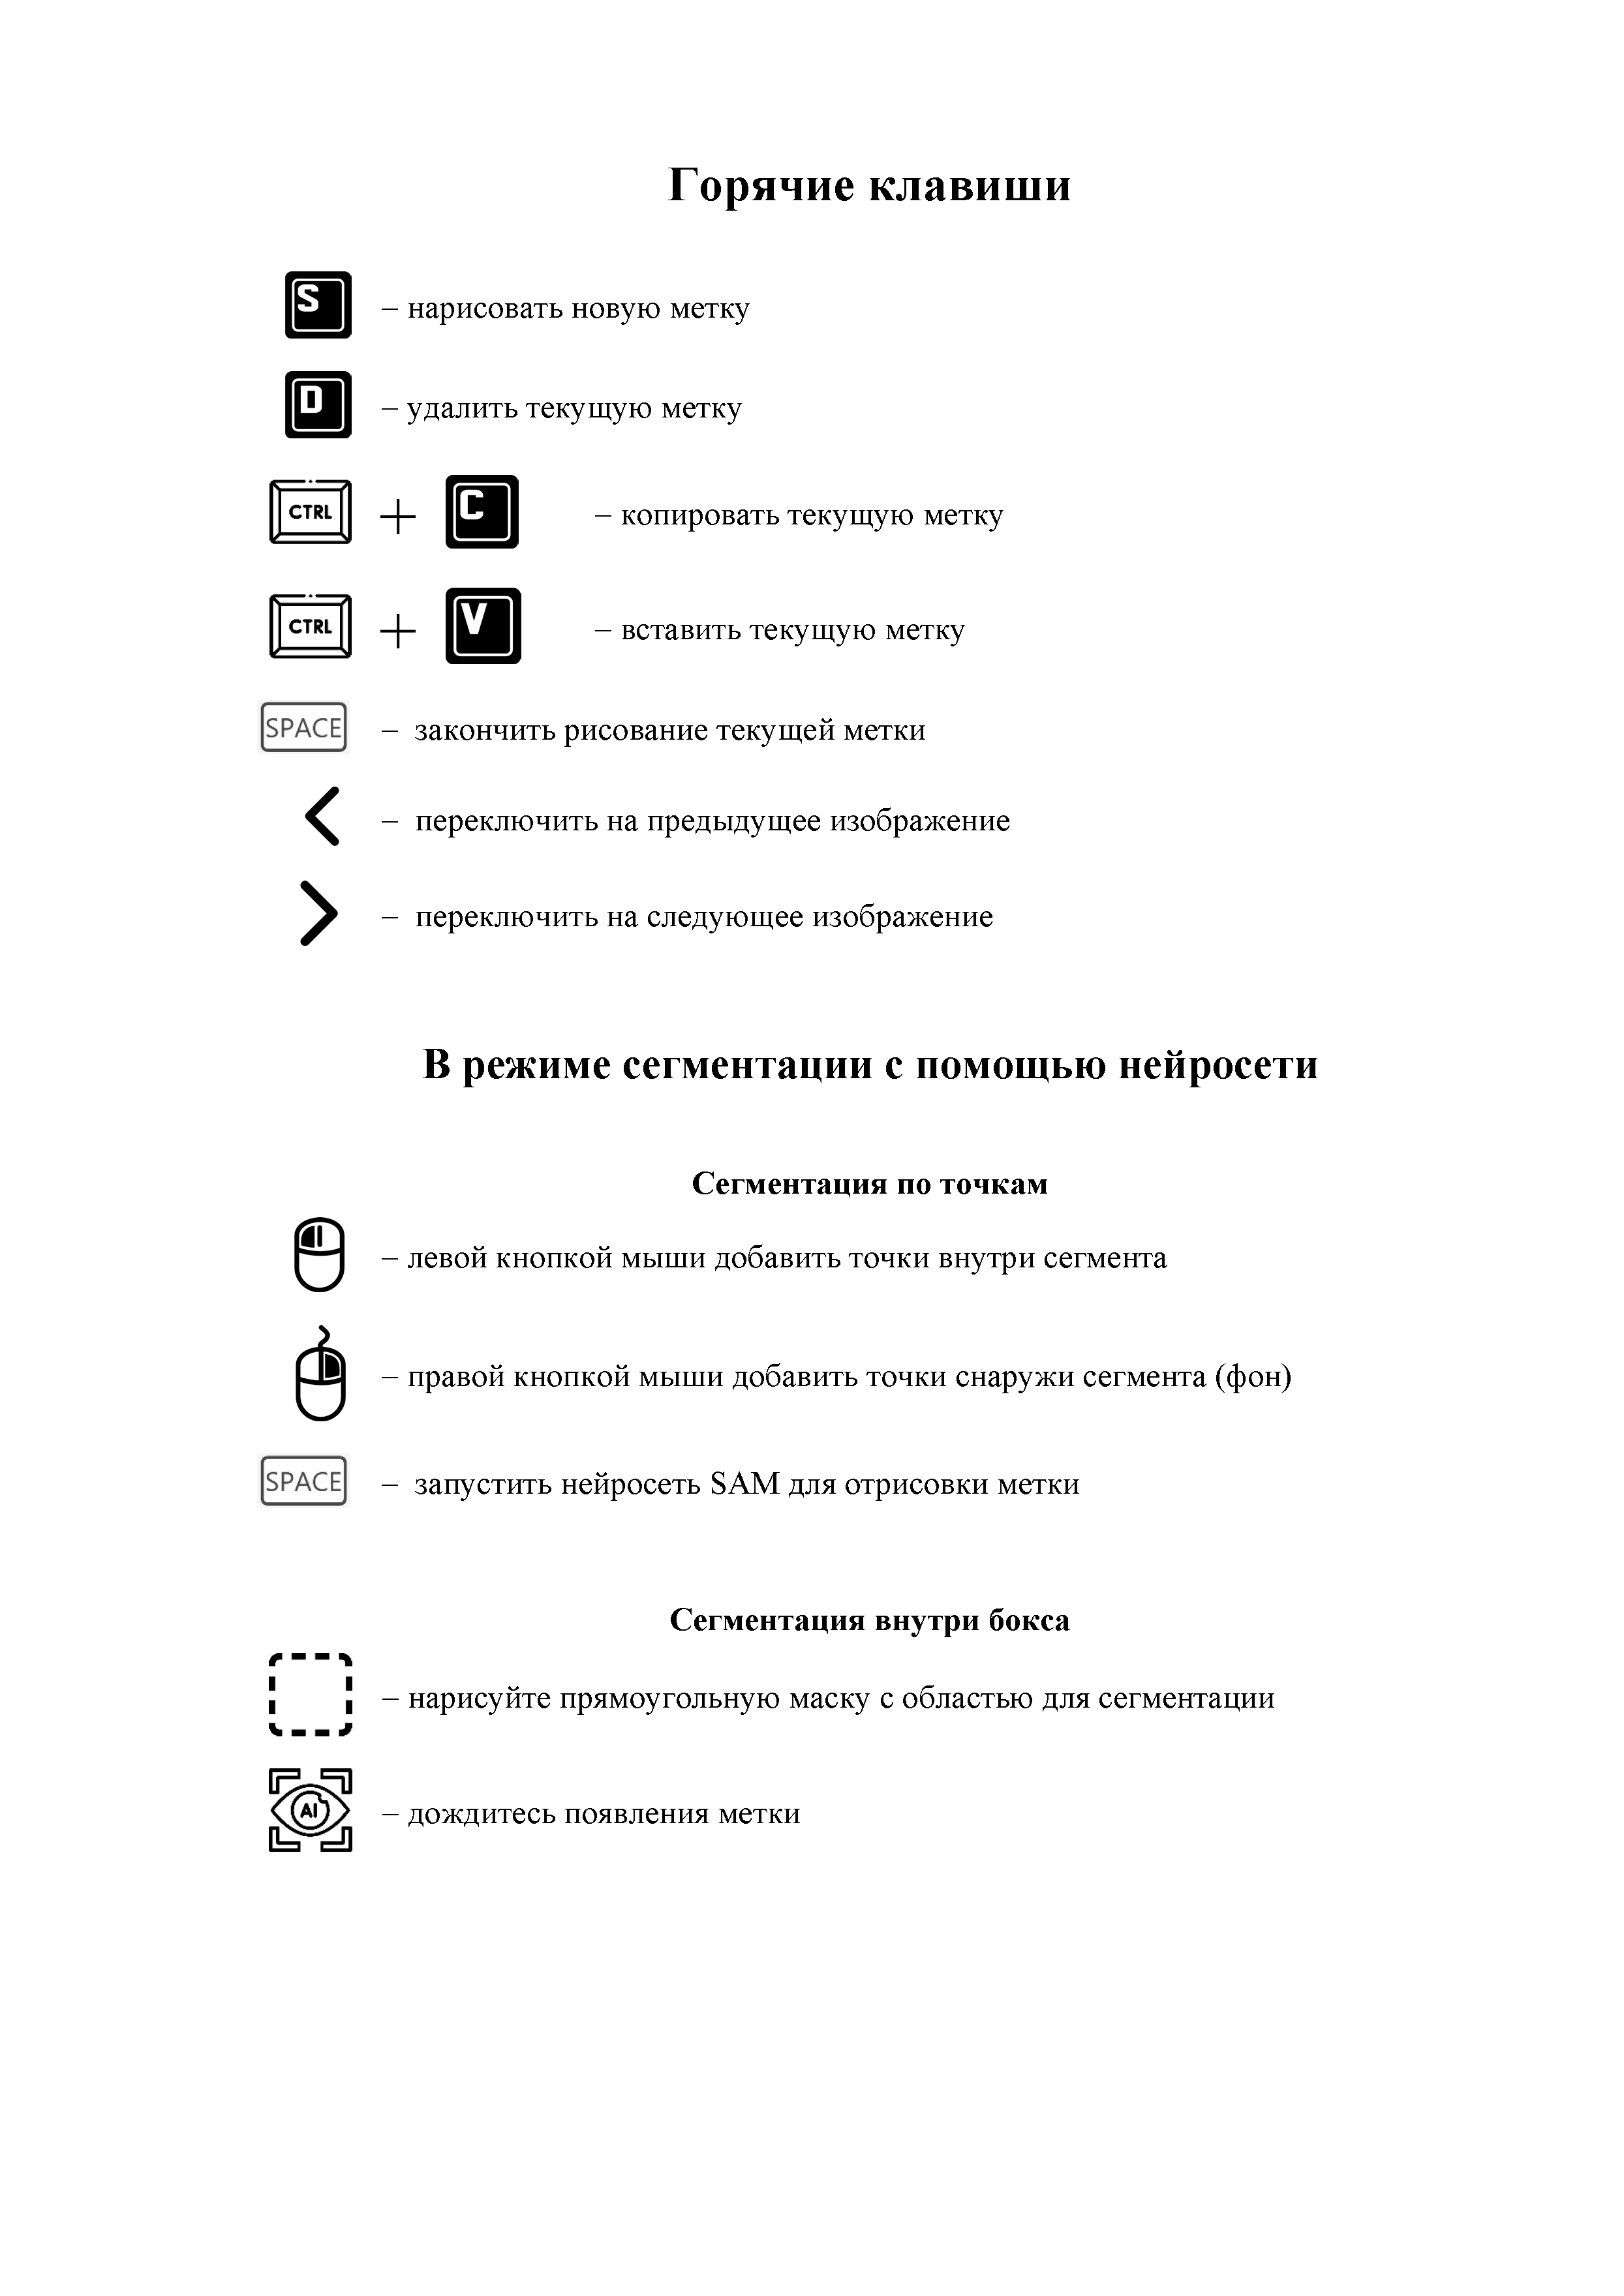 Горячие клавиши
S – нарисовать новую метку
D – удалить текущую метку
CTRL + C – копировать текущую метку
CTRL + V – вставить текущую метку
SPACE – закончить рисование текущей метки
< – переключить на предыдущее изображение
> – переключить на следующее изображение
В режиме сегментации с помощью нейросети
Сегментация по точкам
– левой кнопкой мыши добавить точки внутри сегмента
– правой кнопкой мыши добавить точки снаружи сегмента (фон)
SPACE – запустить нейросеть SAM для отрисовки метки
Сегментация внутри бокса
– нарисуйте прямоугольную маску с областью для сегментации
AI – дождитесь появления метки